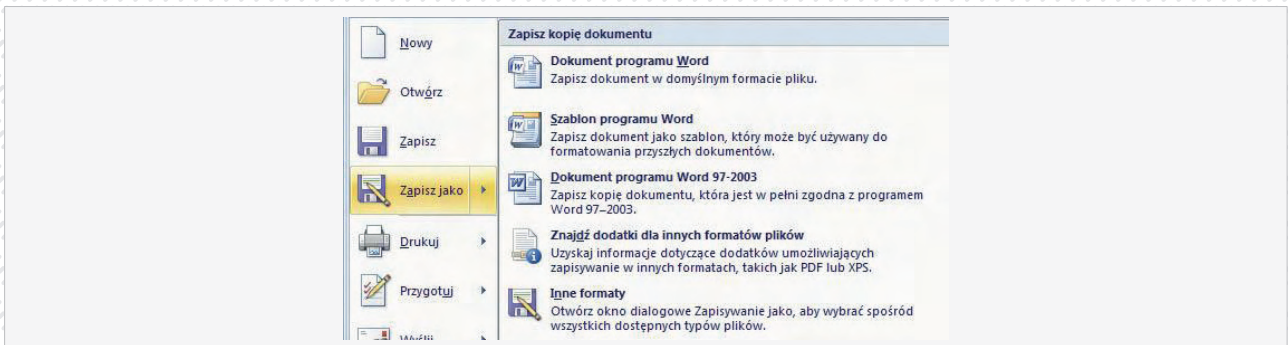 Nowy
Otwórz
Zapisz
Zapisz jako
Drukuj
Przygotuj
Wyślij
Zapisz kopię dokumentu
Dokument programu Word
Zapisz dokument w domyślnym formacie pliku.
Szablon programu Word
Zapisz dokument jako szablon, który może być używany do
formatowania przyszłych dokumentów.
Dokument programu Word 97-2003
Zapisz kopię dokumentu, która jest w pełni zgodna z programem
Word 97–2003.
Znajdź dodatki dla innych formatów plików
Uzyskaj informacje dotyczące dodatków umożliwiających
zapisywanie w innych formatach, takich jak PDF lub XPS.
Inne formaty
Otwórz okno dialogowe Zapisywanie jako, aby wybrać spośród
wszystkich dostępnych typów plików.